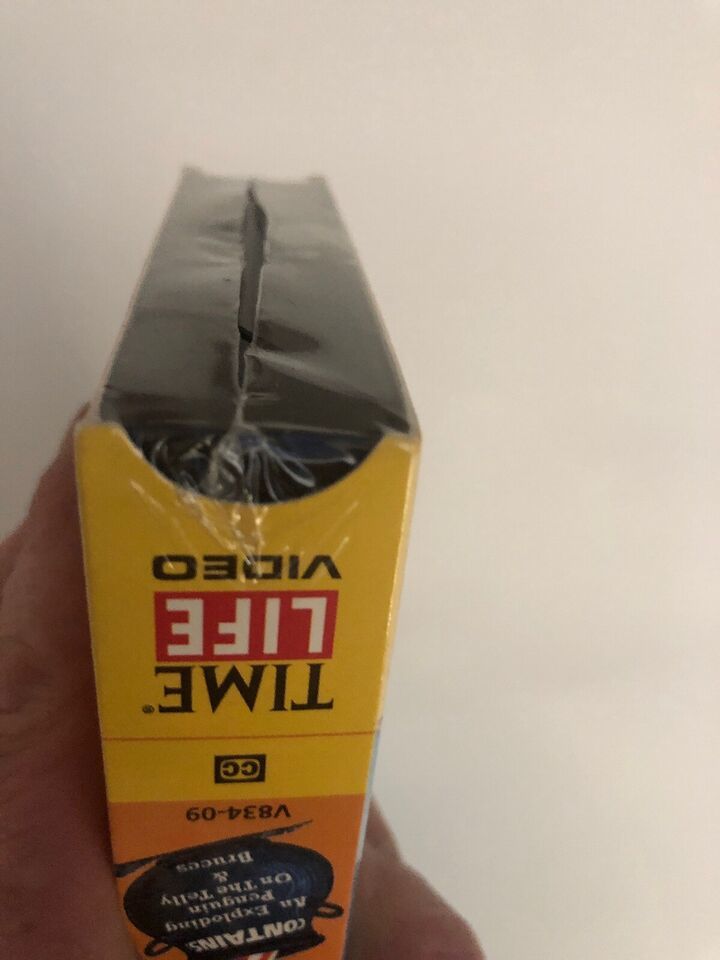 CONTAINS
An Exploding
Penguin
On The Telly
&
Bruces
V834-09
CC
TIME®
LIFE
VIDEO